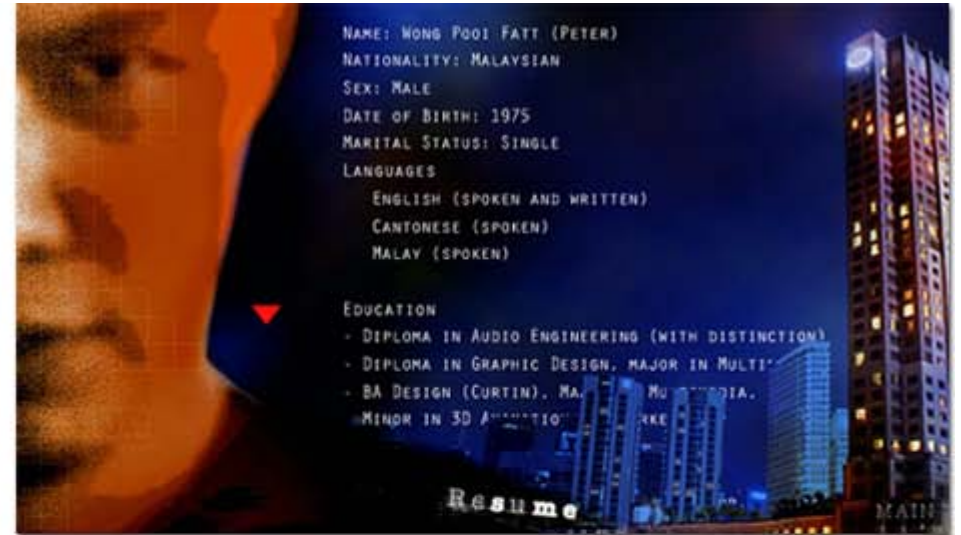 Name: Wong Pooi Fatt (Peter)
Nationality: Malaysian
Sex: Male
Date of Birth: 1975
Marital Status: Single
Languages
English (spoken and written)
Cantonese (spoken)
Malay (spoken)
Education
- Diploma in Audio Engineering (with distinction)
- Diploma in Graphic Design, major in
- BA Design (Curtin),
Minor in 3D
Resume
MAIN